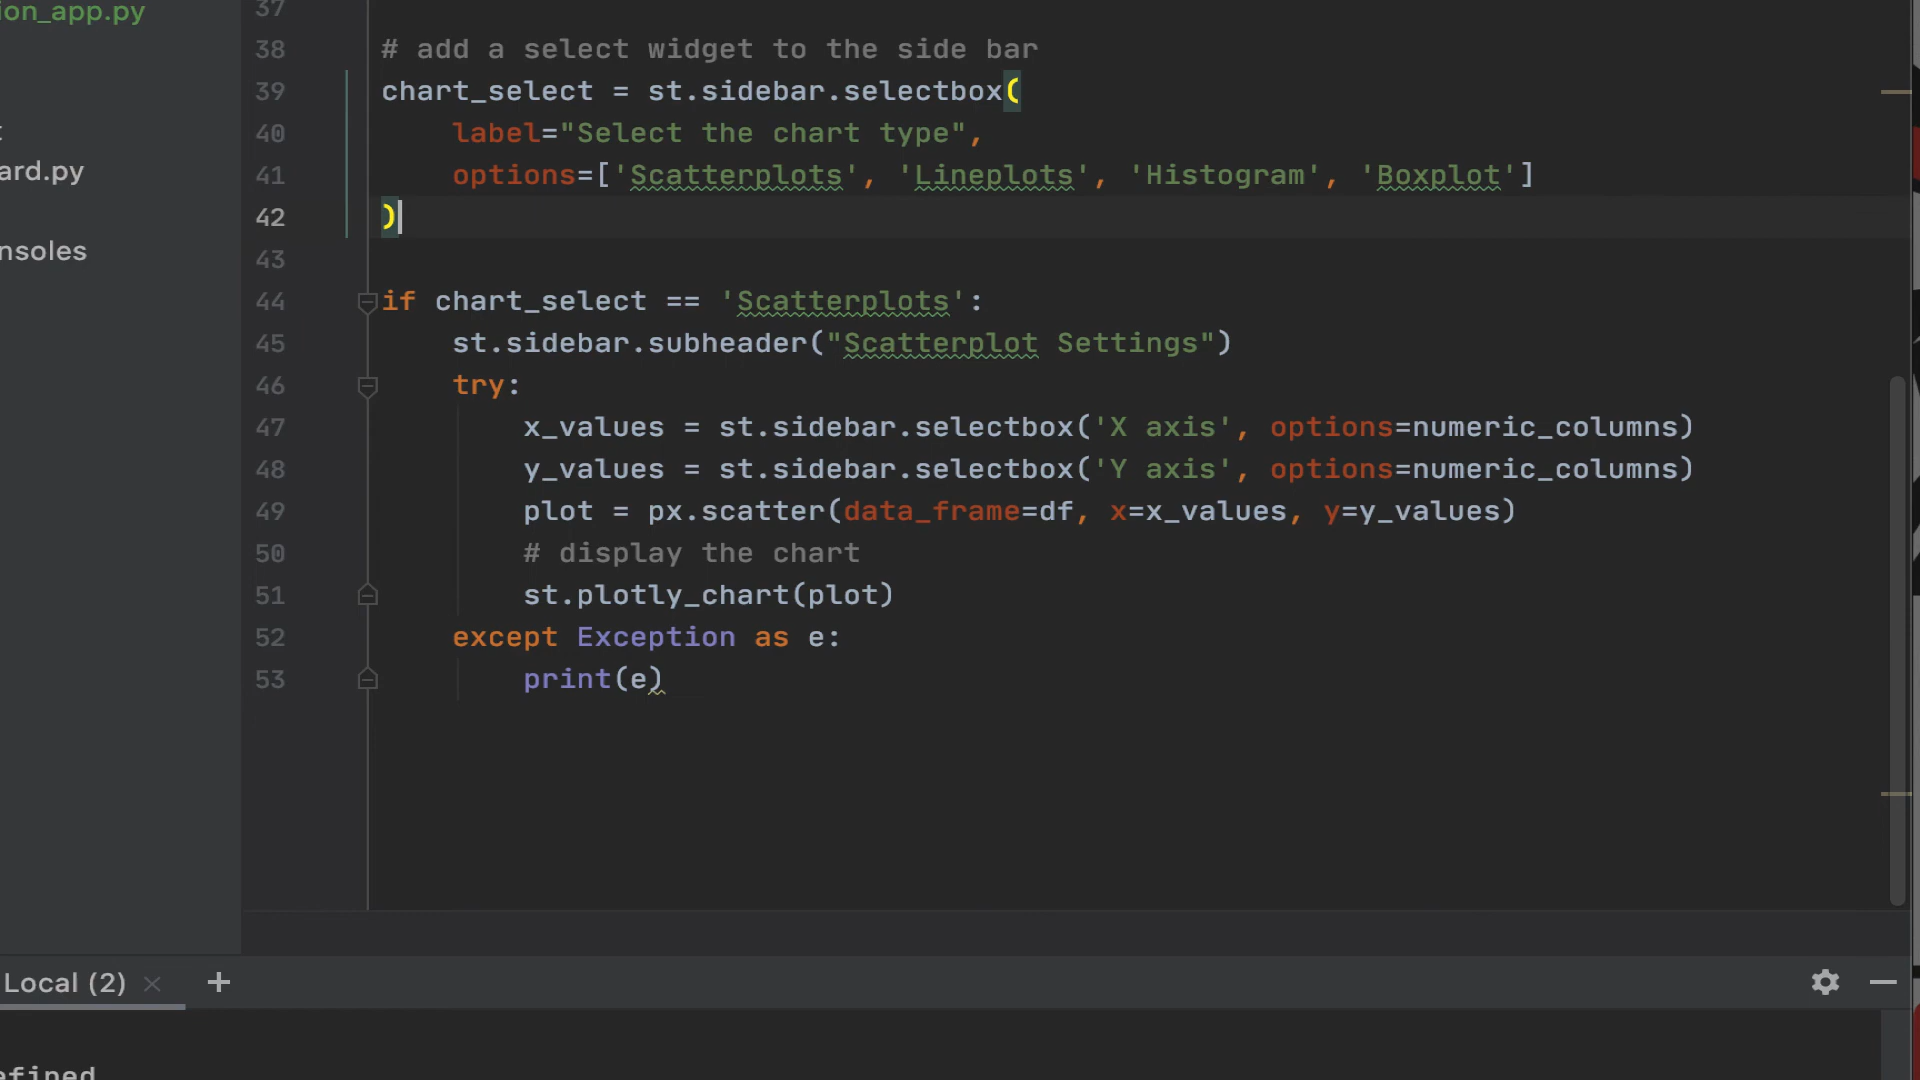 ion_app.py
ard.py
nsoles
37
38 # add a select widget to the side bar
39 chart_select = st.sidebar.selectbox(
40     label="Select the chart type",
41     options=['Scatterplots', 'Lineplots', 'Histogram', 'Boxplot']
42 )
43
44 if chart_select == 'Scatterplots':
45     st.sidebar.subheader("Scatterplot Settings")
46     try:
47         x_values = st.sidebar.selectbox('X axis', options=numeric_columns)
48         y_values = st.sidebar.selectbox('Y axis', options=numeric_columns)
49         plot = px.scatter(data_frame=df, x=x_values, y=y_values)
50         # display the chart
51         st.plotly_chart(plot)
52     except Exception as e:
53         print(e)
Local (2)
efined